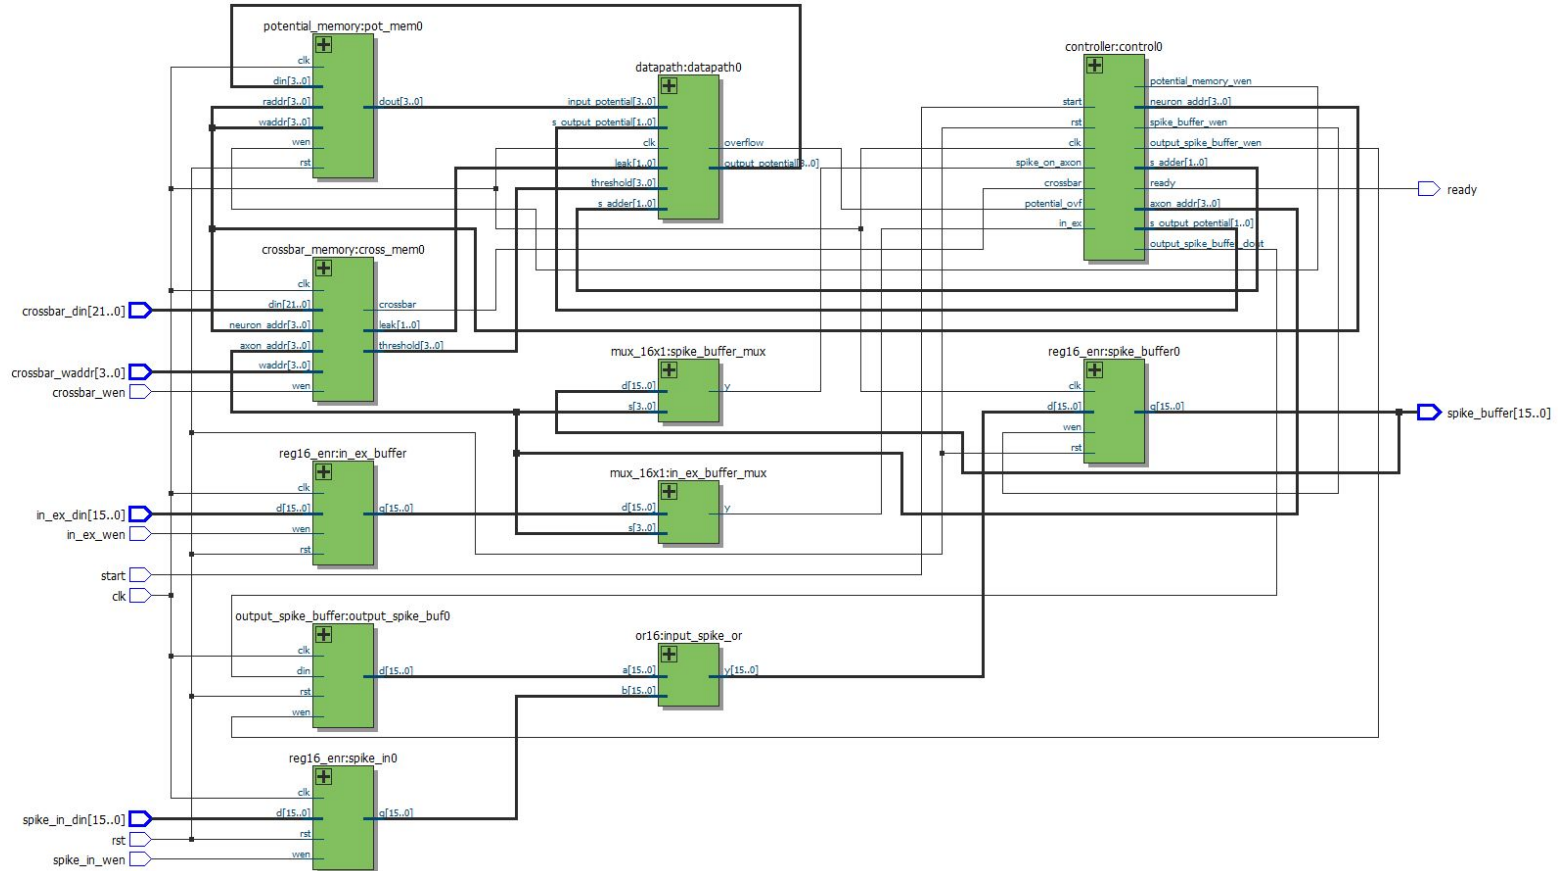 potential_memory:pot_mem0
clk
din[3..0]
raddr[3..0]
waddr[3..0]
wen
rst
dout[3..0]
datapath:datapath0
input_potential[3..0]
s_output_potential[1..0]
clk
leak[1..0]
threshold[3..0]
s_adder[1..0]
overflow
output_potential[3..0]
controller:control0
start
rst
clk
spike_on_axon
crossbar
potential_ovf
in_ex
potential_memory_wen
neuron_addr[3..0]
spike_buffer_wen
output_spike_buffer_wen
s_adder[1..0]
ready
axon_addr[3..0]
s_output_potential[1..0]
output_spike_buffer_dout
ready
crossbar_memory:cross_mem0
clk
din[21..0]
neuron_addr[3..0]
axon_addr[3..0]
waddr[3..0]
wen
crossbar
leak[1..0]
threshold[3..0]
crossbar_din[21..0]
crossbar_waddr[3..0]
crossbar_wen
mux_16x1:spike_buffer_mux
d[15..0]
s[3..0]
y
reg16_enr:spike_buffer0
clk
d[15..0]
wen
rst
q[15..0]
spike_buffer[15..0]
reg16_enr:in_ex_buffer
clk
d[15..0]
wen
rst
q[15..0]
in_ex_din[15..0]
in_ex_wen
start
clk
mux_16x1:in_ex_buffer_mux
d[15..0]
s[3..0]
y
output_spike_buffer:output_spike_buf0
clk
din
rst
wen
d[15..0]
or16:input_spike_or
a[15..0]
b[15..0]
y[15..0]
reg16_enr:spike_in0
clk
d[15..0]
rst
wen
q[15..0]
spike_in_din[15..0]
rst
spike_in_wen